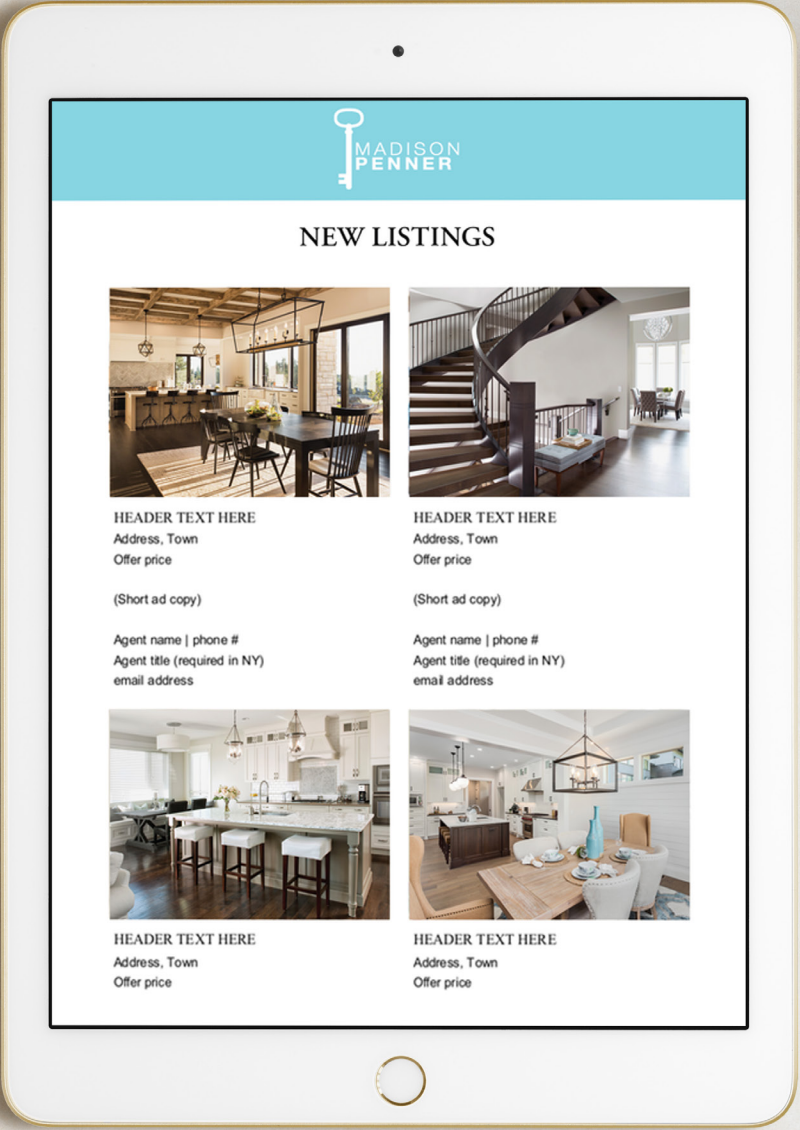 MADISON
PENNER
NEW LISTINGS
HEADER TEXT HERE
Address, Town
Offer price
(Short ad copy)
Agent name | phone #
Agent title (required in NY)
email address
HEADER TEXT HERE
Address, Town
Offer price
(Short ad copy)
Agent name | phone #
Agent title (required in NY)
email address
HEADER TEXT HERE
Address, Town
Offer price
HEADER TEXT HERE
Address, Town
Offer price